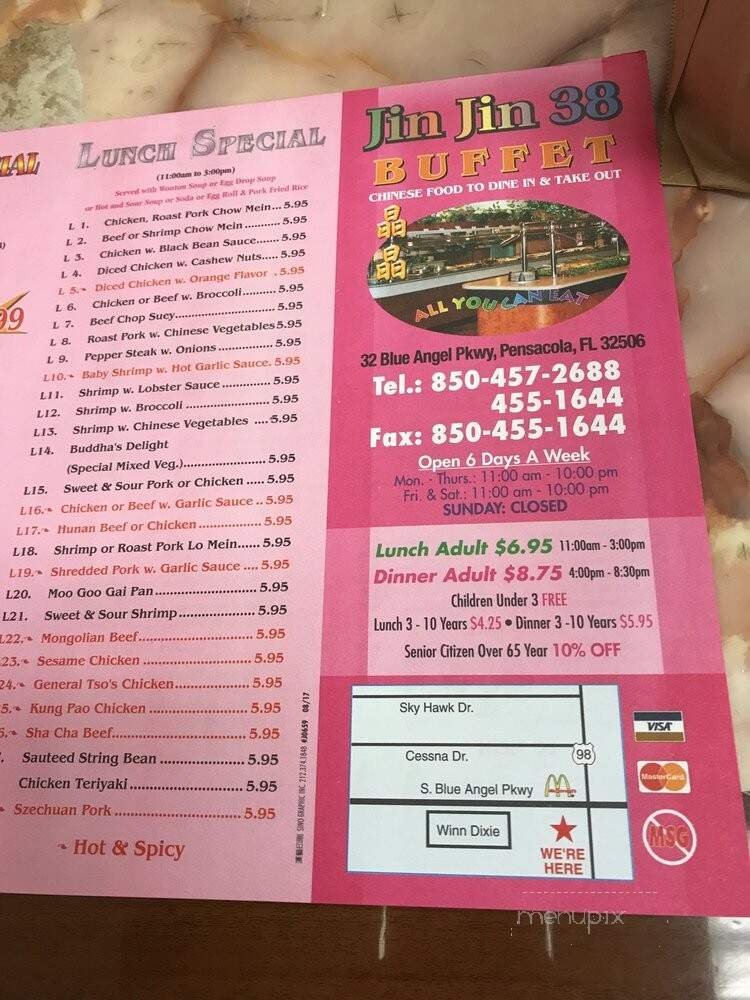 IAL
99
LUNCH SPECIAL
(11:00am to 3:00pm)
Served with Wonton Soup or Egg Drop Soup
or Hot and Sour Soup or Soda or Egg Roll & Pork Fried Rice
L 1. Chicken, Roast Pork Chow Mein... 5.95
L 2. Beef or Shrimp Chow Mein ........... 5.95
L 3. Chicken w. Black Bean Sauce....... 5.95
L 4. Diced Chicken w. Cashew Nuts..... 5.95
L 5. Diced Chicken w. Orange Flavor . 5.95
L 6. Chicken or Beef w. Broccoli........... 5.95
L 7. Beef Chop Suey............................... 5.95
L 8. Roast Pork w. Chinese Vegetables 5.95
L 9. Pepper Steak w. Onions ................. 5.95
L10. Baby Shrimp w. Hot Garlic Sauce. 5.95
L11. Shrimp w. Lobster Sauce ............... 5.95
L12. Shrimp w. Broccoli ........................ 5.95
L13. Shrimp w. Chinese Vegetables .... 5.95
L14. Buddha's Delight
(Special Mixed Veg.)....................... 5.95
L15. Sweet & Sour Pork or Chicken ..... 5.95
L16. Chicken or Beef w. Garlic Sauce .. 5.95
L17. Hunan Beef or Chicken .................. 5.95
L18. Shrimp or Roast Pork Lo Mein...... 5.95
L19. Shredded Pork w. Garlic Sauce .... 5.95
L20. Moo Goo Gai Pan............................ 5.95
L21. Sweet & Sour Shrimp...................... 5.95
L22. Mongolian Beef................................ 5.95
L23. Sesame Chicken .............................. 5.95
24. General Tso's Chicken..................... 5.95
5. Kung Pao Chicken ........................... 5.95
6. Sha Cha Beef..................................... 5.95
. Sauteed String Bean ....................... 5.95
Chicken Teriyaki............................... 5.95
Szechuan Pork ................................. 5.95
Hot & Spicy
SINO GRAPHIC INC. 212.374.1848 #J0659 08/17
Jin Jin 38
BUFFET
CHINESE FOOD TO DINE IN & TAKE OUT
晶
晶
ALL YOU CAN EAT
32 Blue Angel Pkwy, Pensacola, FL 32506
Tel.: 850-457-2688
455-1644
Fax: 850-455-1644
Open 6 Days A Week
Mon. - Thurs.: 11:00 am - 10:00 pm
Fri. & Sat.: 11:00 am - 10:00 pm
SUNDAY: CLOSED
Lunch Adult $6.95 11:00am - 3:00pm
Dinner Adult $8.75 4:00pm - 8:30pm
Children Under 3 FREE
Lunch 3 - 10 Years $4.25 • Dinner 3 -10 Years $5.95
Senior Citizen Over 65 Year 10% OFF
Sky Hawk Dr.
Cessna Dr.
98
S. Blue Angel Pkwy
McDonald's
Winn Dixie
WE'RE
HERE
VISA
MasterCard
MSG
menupix